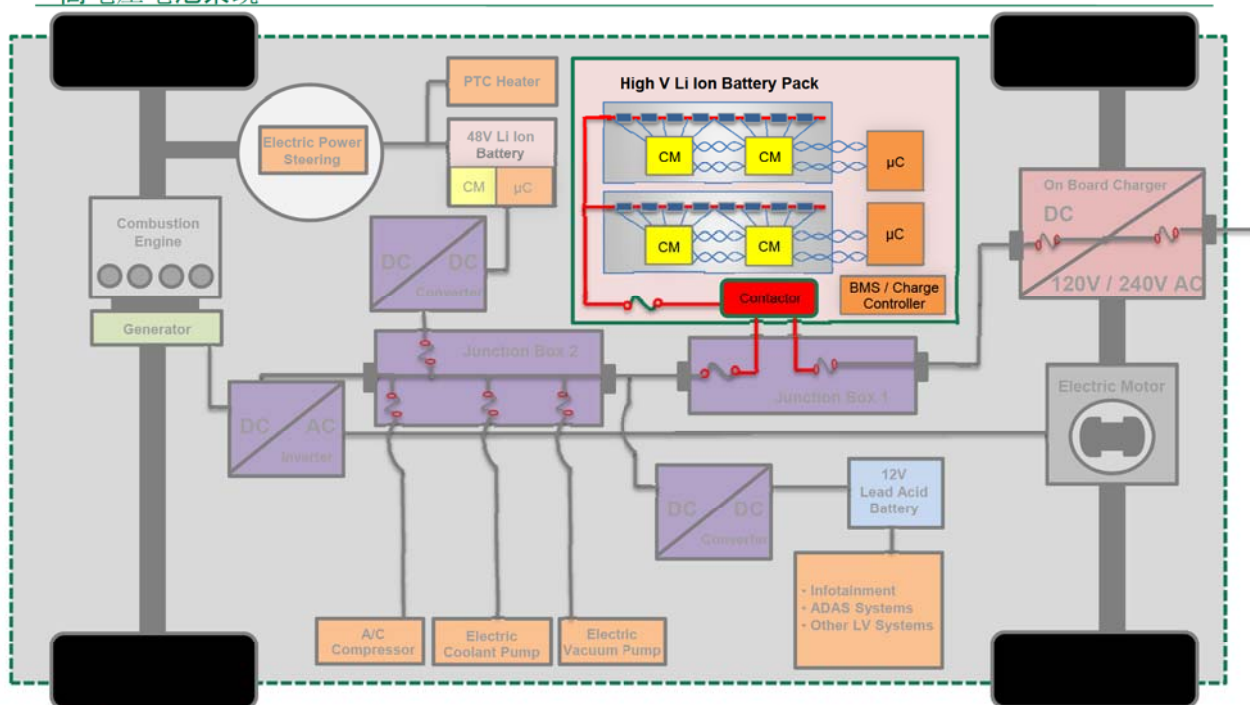 PTC Heater
High V Li Ion Battery Pack
Electric Power
Steering
48V Li Ion
Battery
CM
µC
CM
CM
µC
CM
CM
µC
Combustion
Engine
DC
DC
Converter
Contactor
BMS / Charge
Controller
On Board Charger
DC
120V / 240V AC
Generator
Junction Box 2
Junction Box 1
Electric Motor
DC
AC
Inverter
DC
DC
Converter
12V
Lead Acid
Battery
• Infotainment
• ADAS Systems
• Other LV Systems
A/C
Compressor
Electric
Coolant Pump
Electric
Vacuum Pump